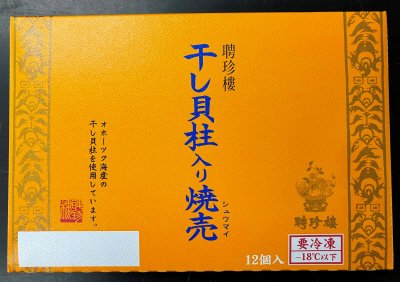 聘珍樓
干し貝柱入り焼売
シュウマイ
オホーツク海産の
干し貝柱を使用しています。
聘珍樓
12個入
要冷凍
-18℃以下